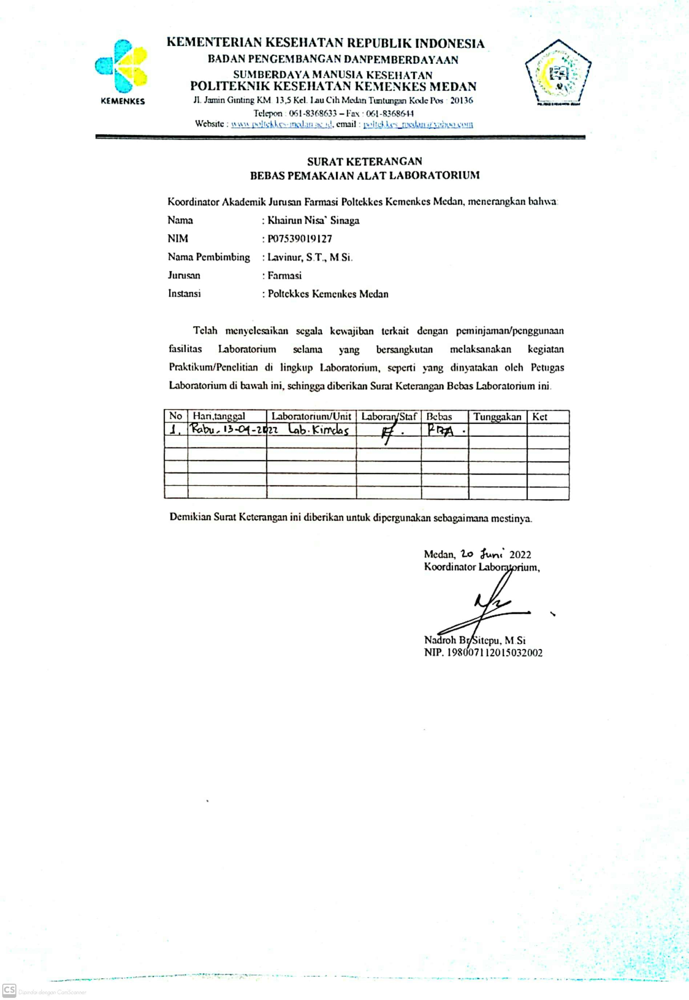 KEMENTERIAN KESEHATAN REPUBLIK INDONESIA
BADAN PENGEMBANGAN DANPEMBERDAYAAN
SUMBERDAYA MANUSIA KESEHATAN
POLITEKNIK KESEHATAN KEMENKES MEDAN
KEMENKES
Jl. Jamin Ginting KM. 13,5 Kel. Lau Cih Medan Tuntungan Kode Pos : 20136
Telepon : 061-8368633 – Fax : 061-8368644
Website : www.poltekkes-medan.ac.id, email : poltekkes_medan@yahoo.com
SURAT KETERANGAN
BEBAS PEMAKAIAN ALAT LABORATORIUM
Koordinator Akademik Jurusan Farmasi Poltekkes Kemenkes Medan, menerangkan bahwa:
Nama : Khairun Nisa` Sinaga
NIM : P07539019127
Nama Pembimbing : Lavinur, S.T., M.Si.
Jurusan : Farmasi
Instansi : Poltekkes Kemenkes Medan
Telah menyelesaikan segala kewajiban terkait dengan peminjaman/penggunaan
fasilitas Laboratorium selama yang bersangkutan melaksanakan kegiatan
Praktikum/Penelitian di lingkup Laboratorium, seperti yang dinyatakan oleh Petugas
Laboratorium di bawah ini, sehingga diberikan Surat Keterangan Bebas Laboratorium ini.
No Hari,tanggal Laboratorium/Unit Laboran/Staf Bebas Tunggakan Ket
1. Rabu, 13-04-2022 Lab. Kimdas
Demikian Surat Keterangan ini diberikan untuk dipergunakan sebagaimana mestinya.
Medan, 20 Juni 2022
Koordinator Laboratorium,
Nadroh Br Sitepu, M.Si
NIP. 198007112015032002
CS Dipindai dengan CamScanner